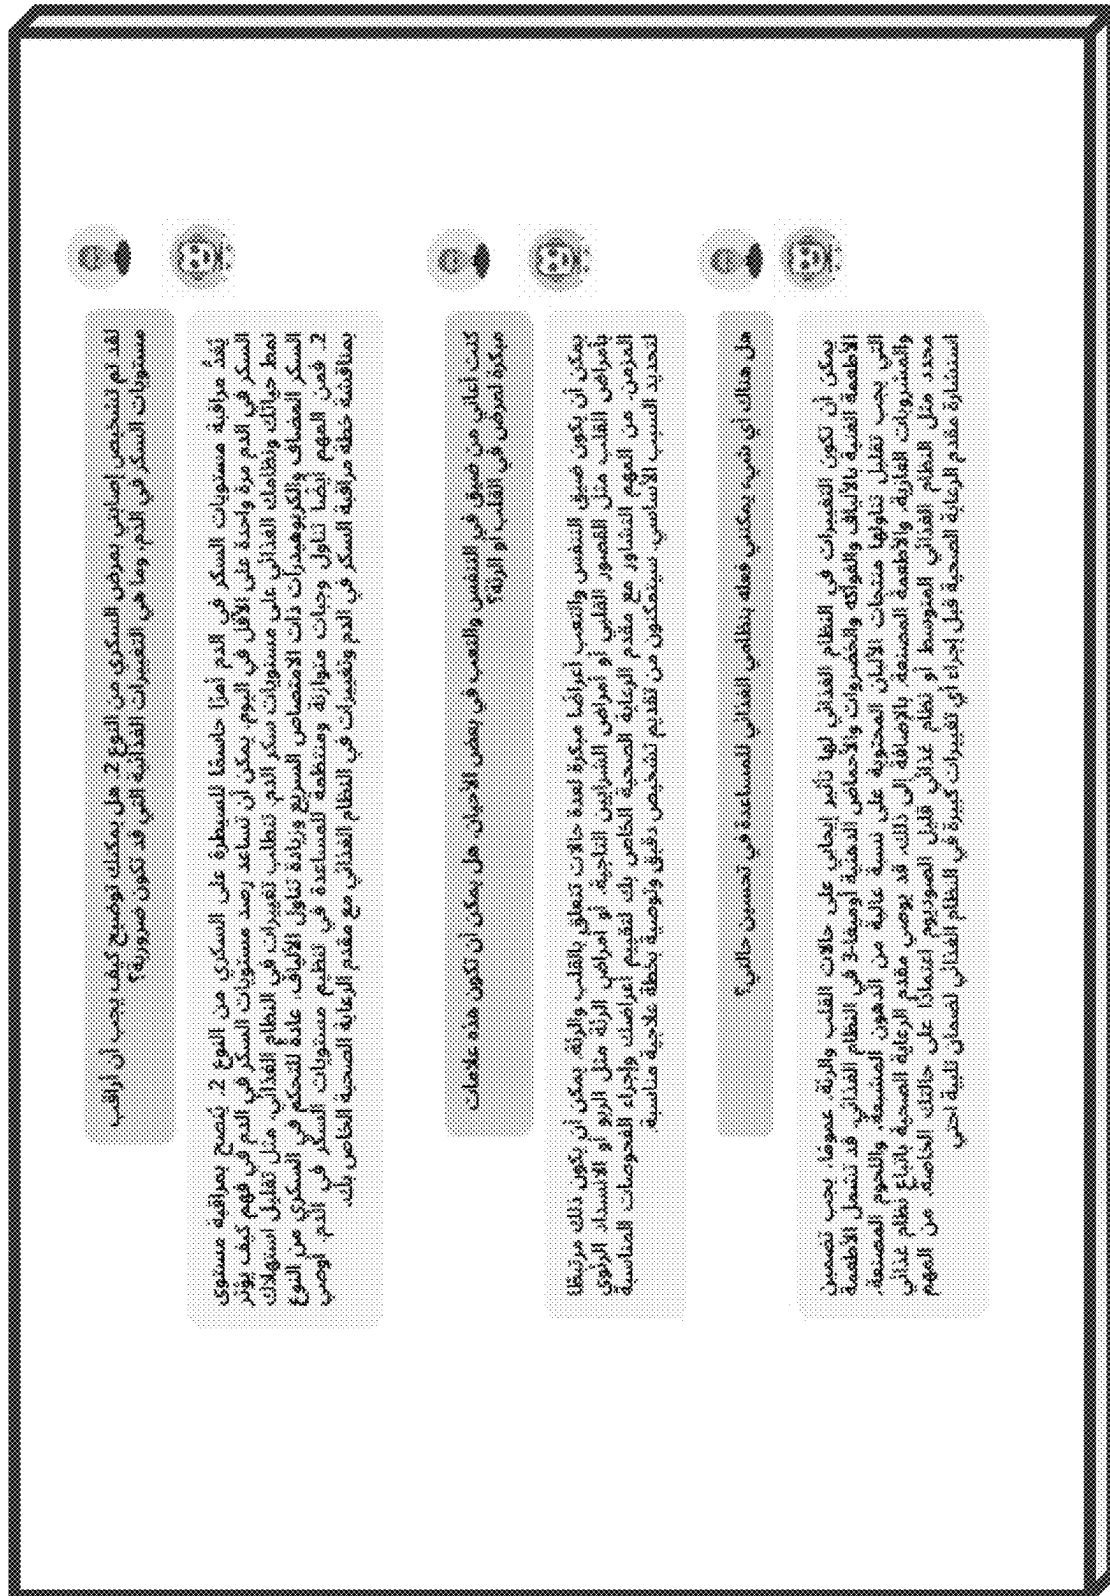 لقد تم تشخيص إصابتي بمرض السكري من النوع 2. هل يمكنك توضيح كيف يجب أن أراقب
مستويات السكر في الدم، وما هي التغييرات الغذائية التي قد تكون ضرورية؟
يُعدّ مراقبة مستويات السكر في الدم أمرًا حاسمًا للسيطرة على السكري من النوع 2. يُنصح بمراقبة مستوى
السكر في الدم مرة واحدة على الأقل في اليوم. يمكن أن تساعد رصد مستويات السكر في الدم في فهم كيف يؤثر
نمط حياتك ونظامك الغذائي على مستويات سكر الدم. تتطلب تغييرات في النظام الغذائي، مثل تقليل استهلاك
السكر المضاف والكربوهيدرات ذات الامتصاص السريع وزيادة تناول الألياف، عادةً للتحكم في السكري من النوع
2. فمن المهم أيضًا تناول وجبات متوازنة ومنتظمة للمساعدة في تنظيم مستويات السكر في الدم. أوصي
بمناقشة خطة مراقبة السكر في الدم وتغييرات في النظام الغذائي مع مقدم الرعاية الصحية الخاص بك.
كنت أعاني من ضيق في التنفس والتعب في بعض الأحيان. هل يمكن أن تكون هذه علامات
مبكرة لمرض في القلب أو الرئة؟
يمكن أن يكون ضيق التنفس والتعب أعراضًا مبكرة لعدة حالات تتعلق بالقلب والرئة. يمكن أن يكون ذلك مرتبطًا
بأمراض القلب مثل القصور القلبي أو أمراض الشرايين التاجية، أو أمراض الرئة مثل الربو أو الانسداد الرئوي
المزمن. من المهم التشاور مع مقدم الرعاية الصحية الخاص بك لتقييم أعراضك وإجراء الفحوصات المناسبة
لتحديد السبب الأساسي. سيتمكنون من تقديم تشخيص دقيق وتوصية بخطة علاجية مناسبة.
هل هناك أي شيء يمكنني فعله بنظامي الغذائي للمساعدة في تحسين حالتي؟
يمكن أن تكون التغييرات في النظام الغذائي لها تأثير إيجابي على حالات القلب والرئة. عمومًا، يجب تضمين
الأطعمة الغنية بالألياف والفواكه والخضروات والأحماض الدهنية أوميغا-3 في النظام الغذائي. قد تشمل الأطعمة
التي يجب تقليل تناولها منتجات الألبان المحتوية على نسبة عالية من الدهون المشبعة، واللحوم المصنعة،
والمشروبات الغازية، والأطعمة المصنعة. بالإضافة إلى ذلك، قد يوصي مقدم الرعاية الصحية باتباع نظام غذائي
محدد مثل النظام الغذائي المتوسط أو نظام غذائي قليل الصوديوم اعتمادًا على حالتك الخاصة. من المهم
استشارة مقدم الرعاية الصحية قبل إجراء أي تغييرات كبيرة في النظام الغذائي لضمان تلبية احتي